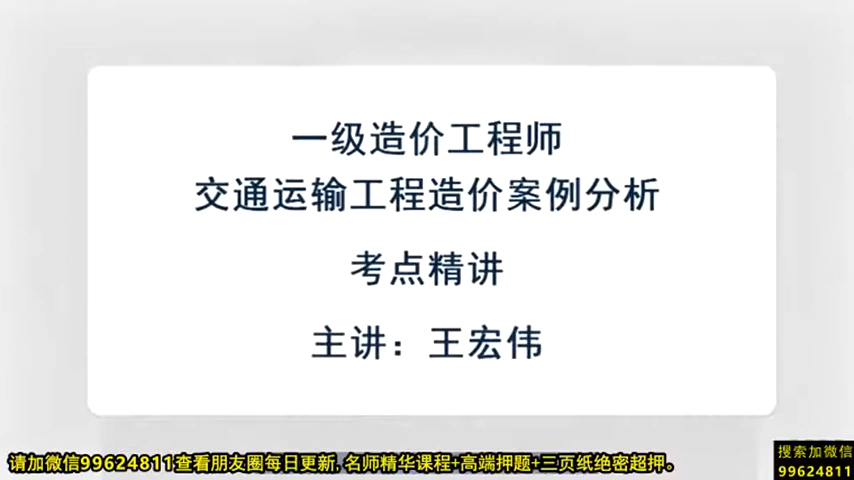 一级造价工程师
交通运输工程造价案例分析
考点精讲
主讲：王宏伟
请加微信99624811查看朋友圈每日更新,名师精华课程+高端押题+三页纸绝密超押。
搜索加微信
99624811